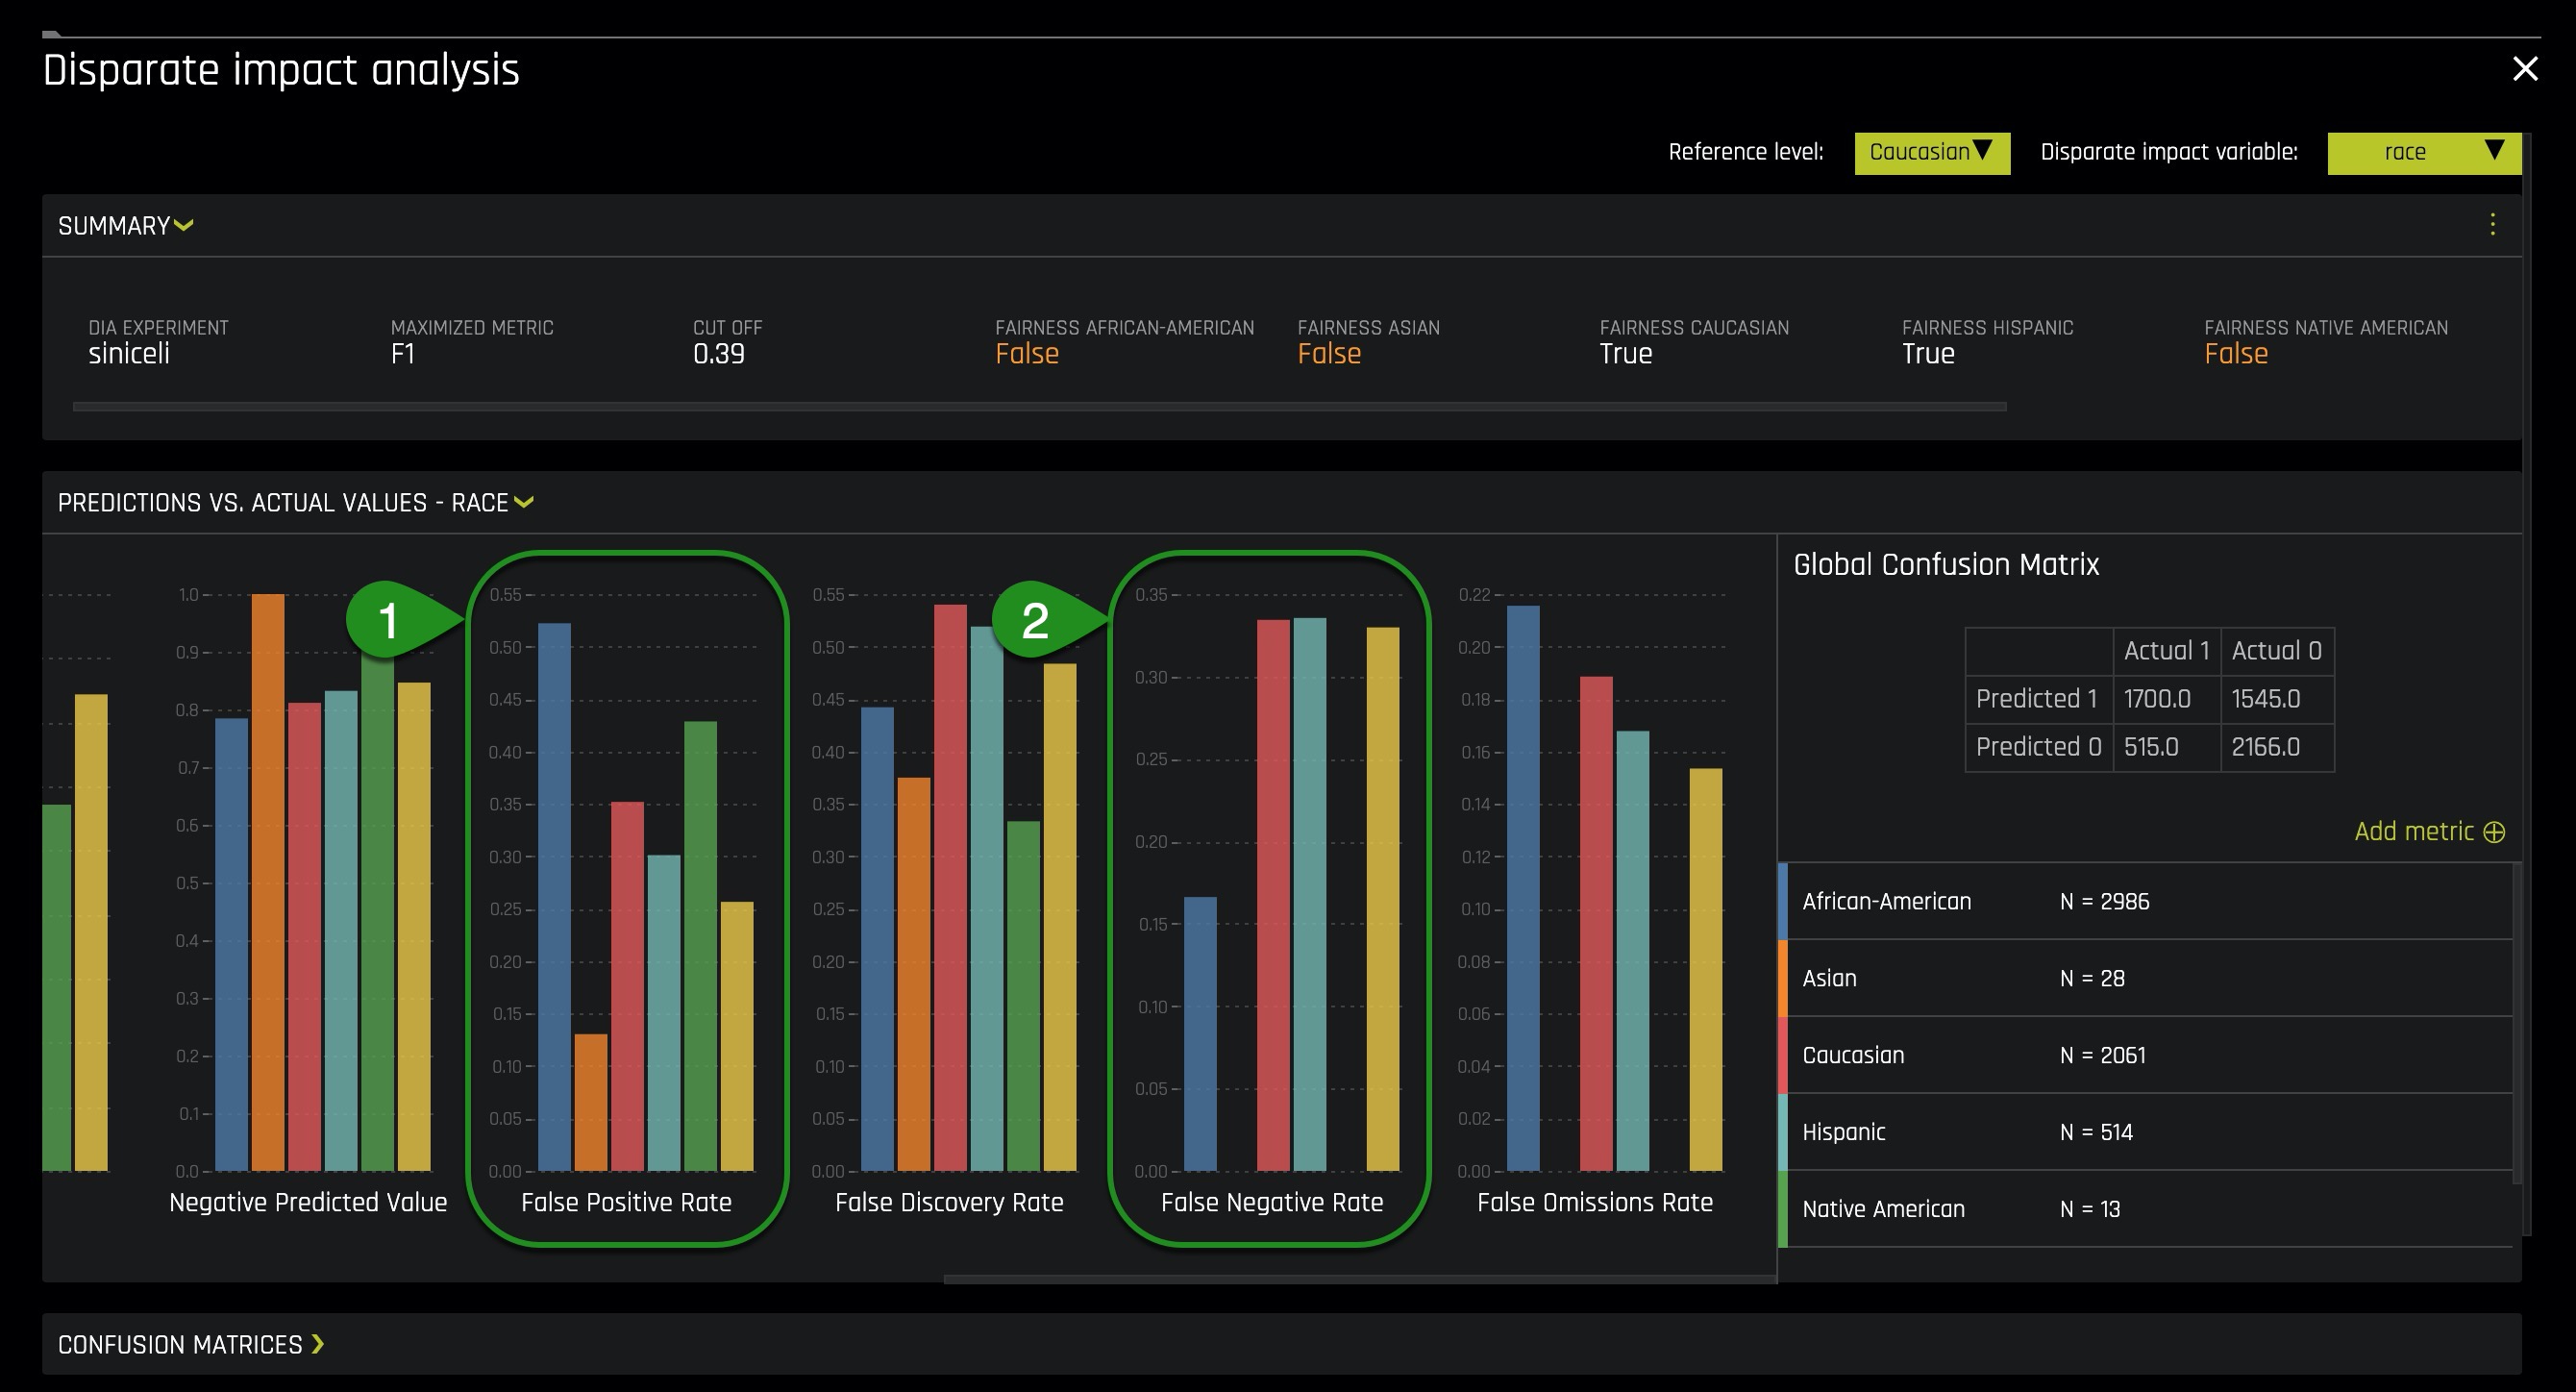 Disparate impact analysis
Reference level: Caucasian Disparate impact variable: race
SUMMARY
DIA EXPERIMENT MAXIMIZED METRIC CUT OFF FAIRNESS AFRICAN-AMERICAN FAIRNESS ASIAN FAIRNESS CAUCASIAN FAIRNESS HISPANIC FAIRNESS NATIVE AMERICAN
siniceli F1 0.39 False False True True False
PREDICTIONS VS. ACTUAL VALUES - RACE
1.0
0.9
0.8
0.7
0.6
0.5
0.4
0.3
0.2
0.1
0.0
Negative Predicted Value
1
0.55
0.50
0.45
0.40
0.35
0.30
0.25
0.20
0.15
0.10
0.05
0.00
False Positive Rate
0.55
0.50
0.45
0.40
0.35
0.30
0.25
0.20
0.15
0.10
0.05
0.00
False Discovery Rate
2
0.35
0.30
0.25
0.20
0.15
0.10
0.05
0.00
False Negative Rate
0.22
0.20
0.18
0.16
0.14
0.12
0.10
0.08
0.06
0.04
0.02
0.00
False Omissions Rate
Global Confusion Matrix
Actual 1 Actual 0
Predicted 1 1700.0 1545.0
Predicted 0 515.0 2166.0
Add metric
African-American N = 2986
Asian N = 28
Caucasian N = 2061
Hispanic N = 514
Native American N = 13
CONFUSION MATRICES